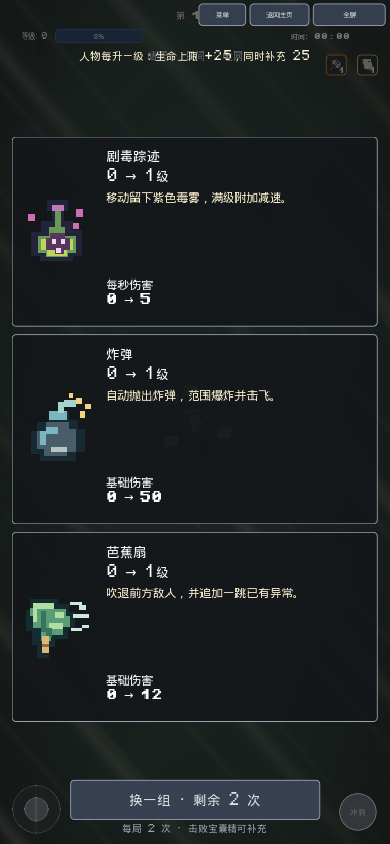 第
菜单
返回主页
全屏
等级: 0
0%
时间: 00:00
人物每升一级：生命上限 +25，同时补充 25
剧毒踪迹
0 → 1级
移动留下紫色毒雾，满级附加减速。
每秒伤害
0 → 5
炸弹
0 → 1级
自动抛出炸弹，范围爆炸并击飞。
基础伤害
0 → 50
芭蕉扇
0 → 1级
吹退前方敌人，并追加一跳已有异常。
基础伤害
0 → 12
换一组 · 剩余 2 次
每局 2 次 · 击败宝囊精可补充
冲刺